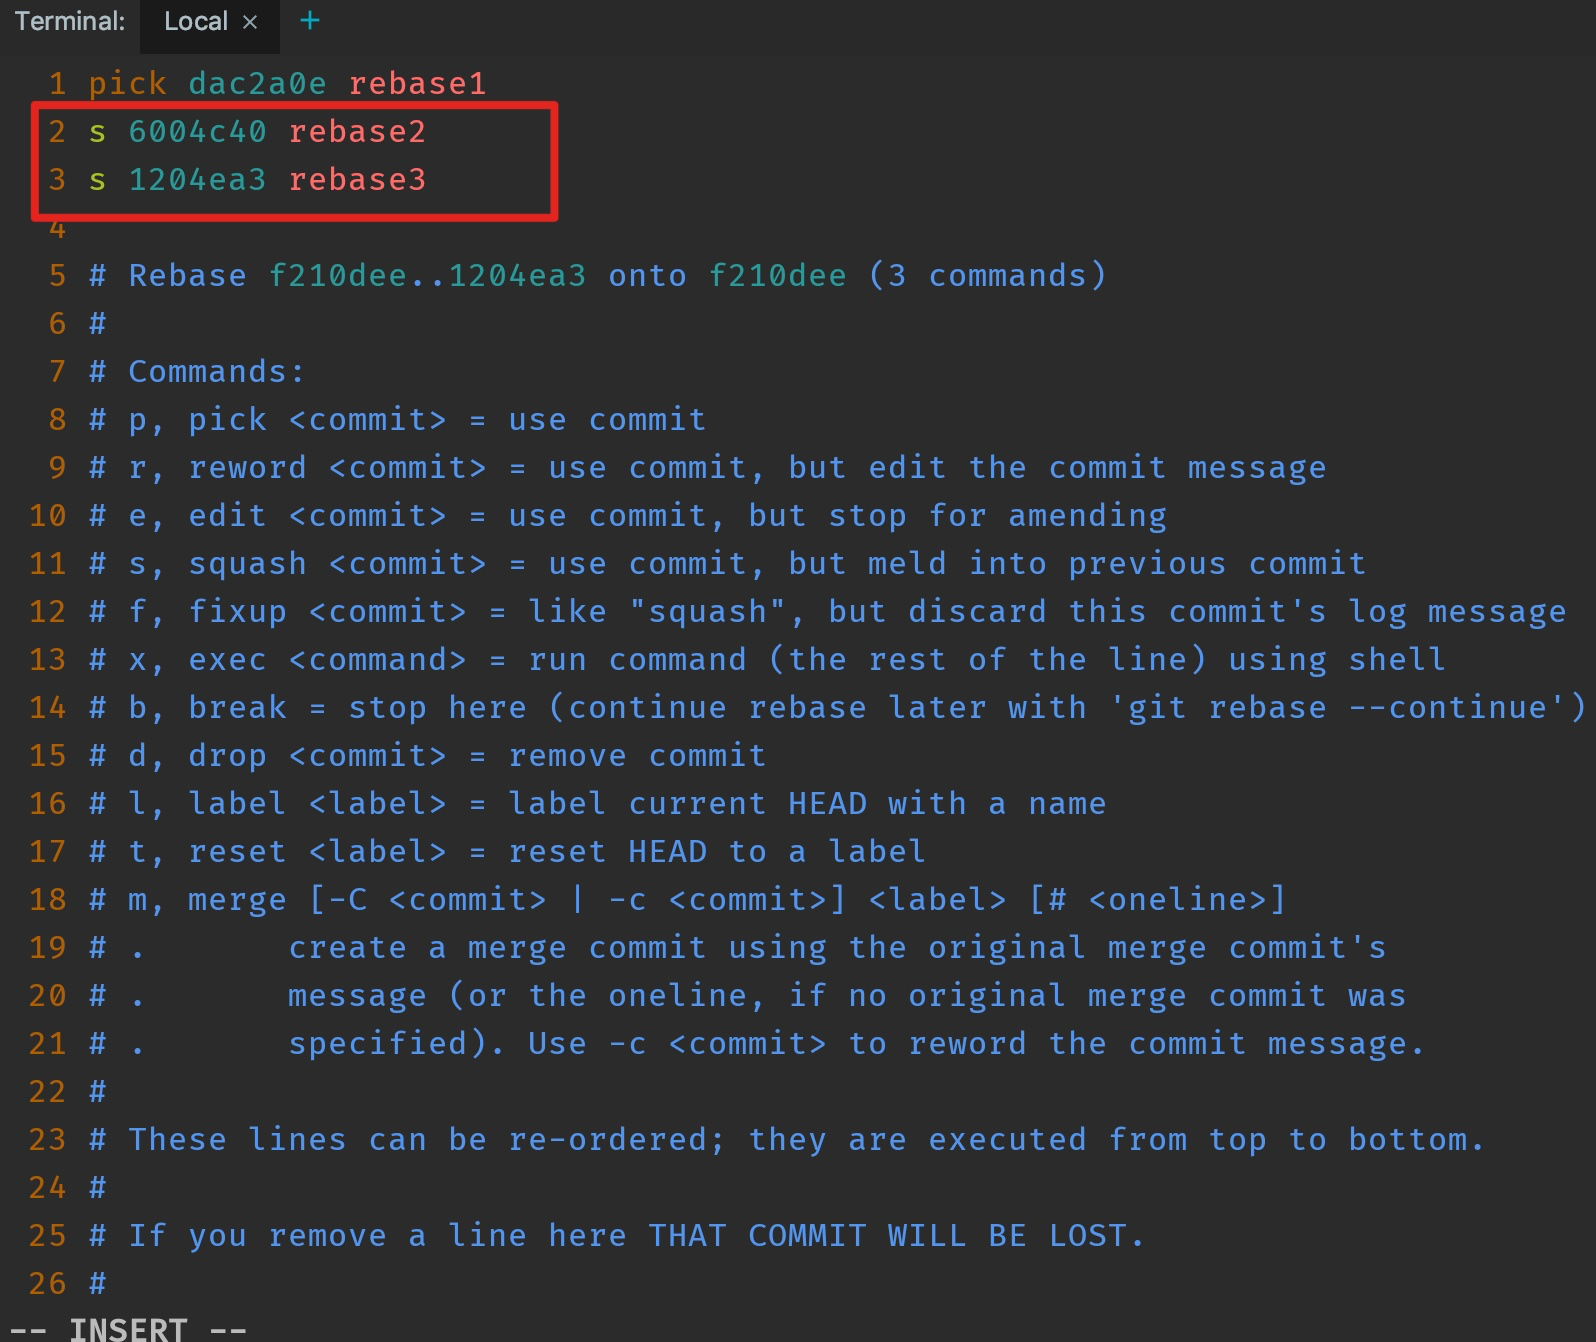 Terminal: Local × +
1 pick dac2a0e rebase1
2 s 6004c40 rebase2
3 s 1204ea3 rebase3
4
5 # Rebase f210dee..1204ea3 onto f210dee (3 commands)
6 #
7 # Commands:
8 # p, pick <commit> = use commit
9 # r, reword <commit> = use commit, but edit the commit message
10 # e, edit <commit> = use commit, but stop for amending
11 # s, squash <commit> = use commit, but meld into previous commit
12 # f, fixup <commit> = like "squash", but discard this commit's log message
13 # x, exec <command> = run command (the rest of the line) using shell
14 # b, break = stop here (continue rebase later with 'git rebase --continue')
15 # d, drop <commit> = remove commit
16 # l, label <label> = label current HEAD with a name
17 # t, reset <label> = reset HEAD to a label
18 # m, merge [-C <commit> | -c <commit>] <label> [# <oneline>]
19 # .       create a merge commit using the original merge commit's
20 # .       message (or the oneline, if no original merge commit was
21 # .       specified). Use -c <commit> to reword the commit message.
22 #
23 # These lines can be re-ordered; they are executed from top to bottom.
24 #
25 # If you remove a line here THAT COMMIT WILL BE LOST.
26 #
-- INSERT --